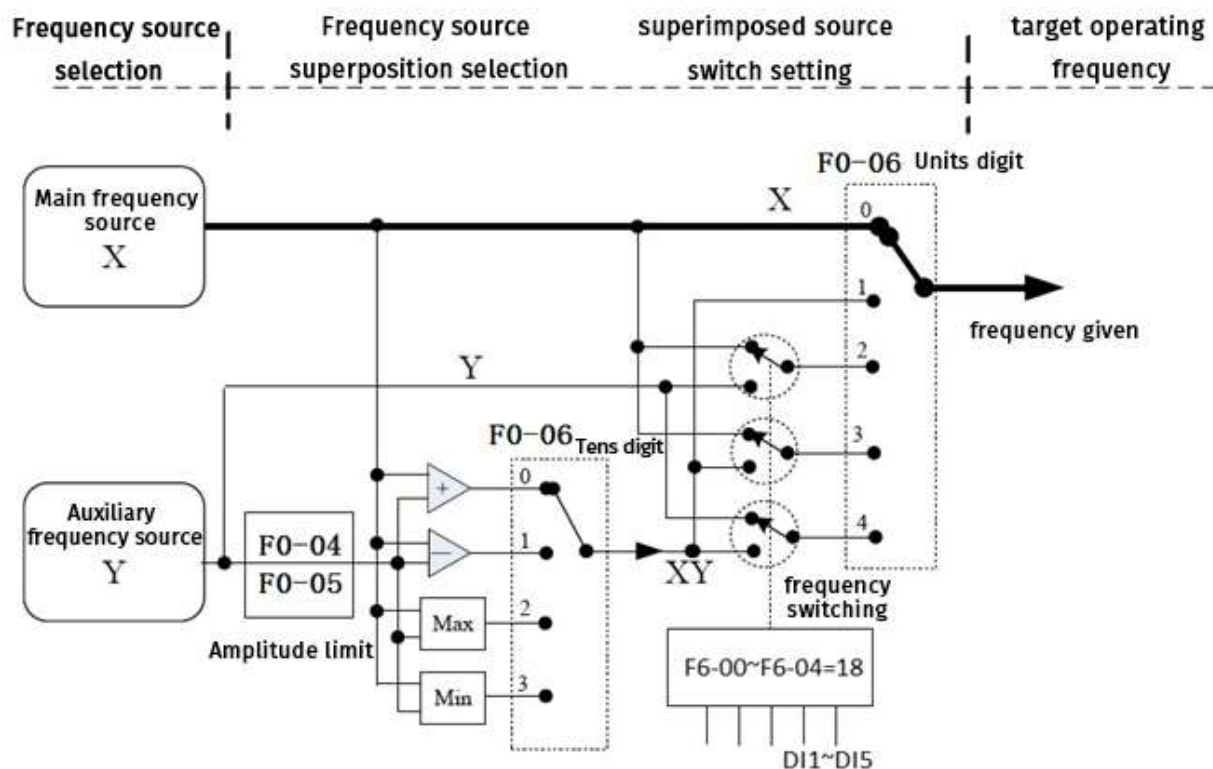 Frequency source
selection
Frequency source
superposition selection
superimposed source
switch setting
target operating
frequency
F0-06 Units digit
Main frequency
source
X
X
0
1
frequency given
2
Y
3
F0-06 Tens digit
0
+
4
Auxiliary
frequency source
Y
F0-04
F0-05
−
1
XY
frequency
switching
Amplitude limit
Max
2
F6-00~F6-04=18
Min
3
DI1~DI5